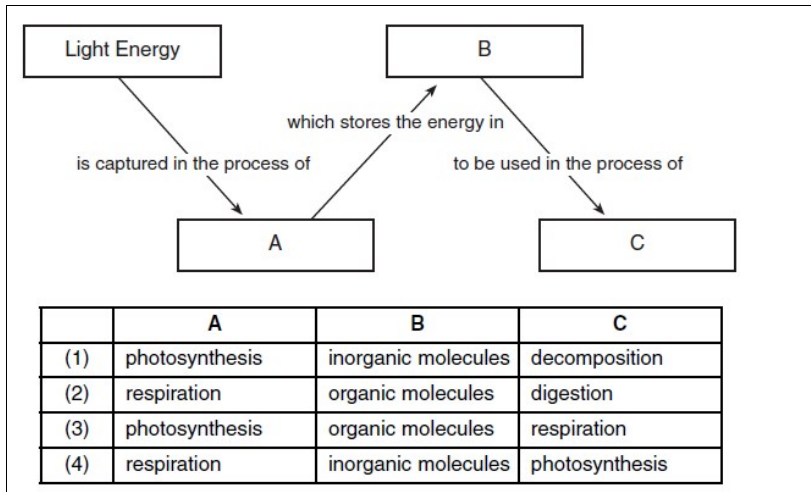 Light Energy
B
which stores the energy in
is captured in the process of
to be used in the process of
A
C
A B C
(1) photosynthesis inorganic molecules decomposition
(2) respiration organic molecules digestion
(3) photosynthesis organic molecules respiration
(4) respiration inorganic molecules photosynthesis